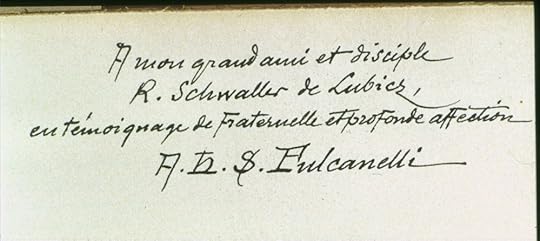 A mon grand ami et disciple
R. Schwaller de Lubicz,
en témoignage de fraternelle et profonde affection
A. H. S. Fulcanelli